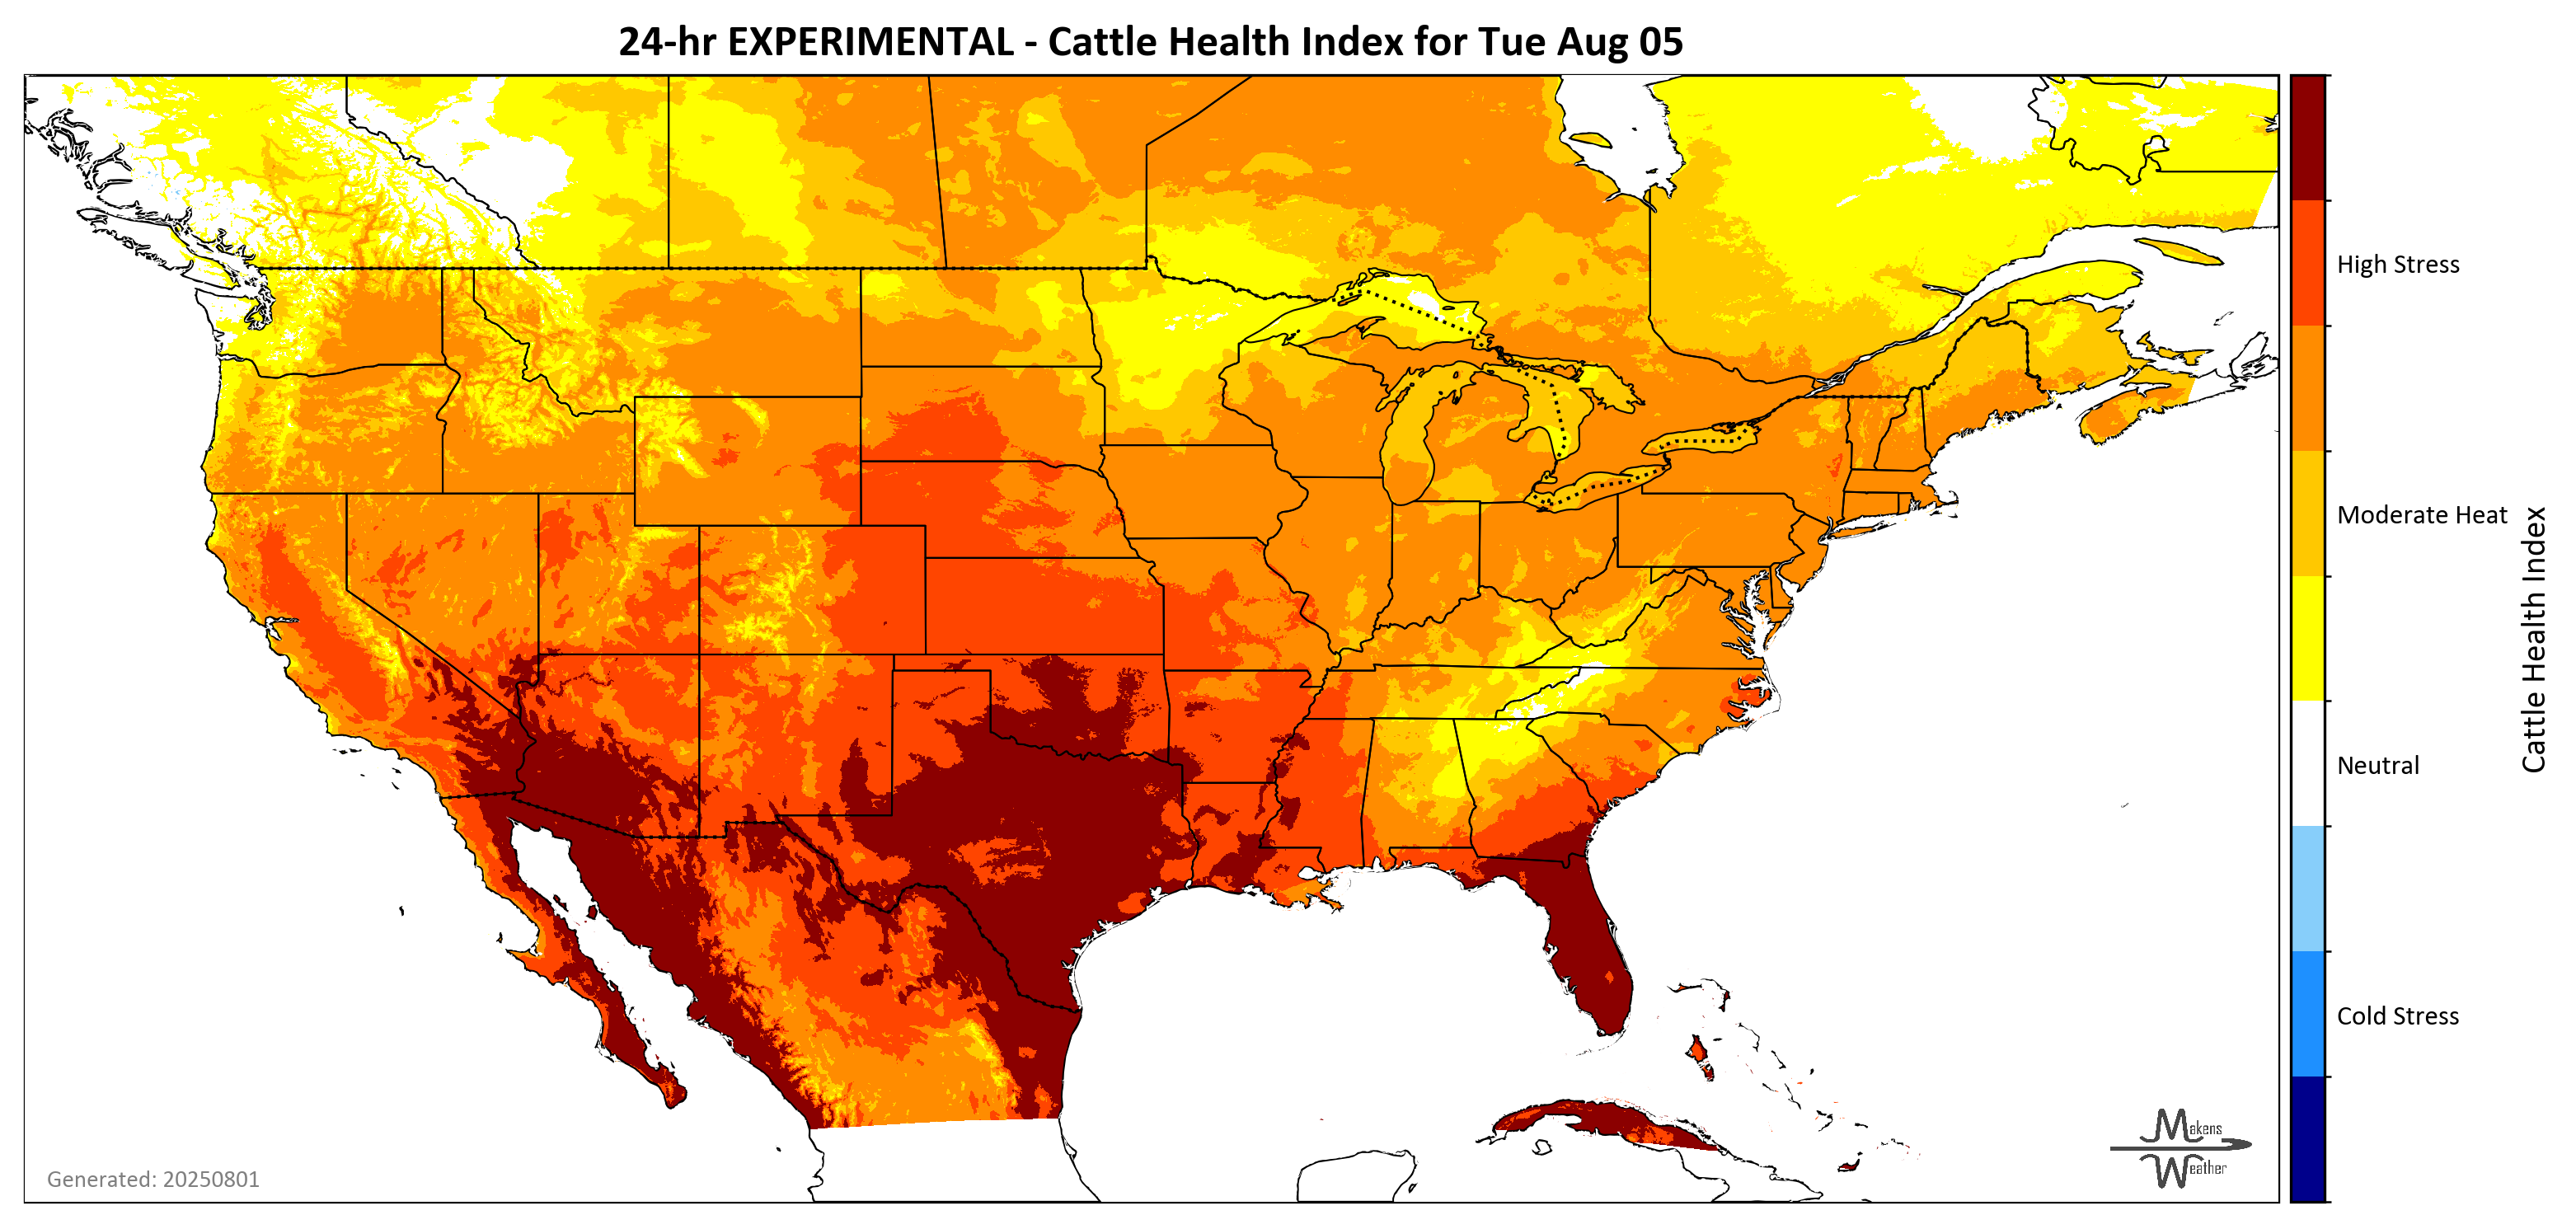 24-hr EXPERIMENTAL - Cattle Health Index for Tue Aug 05
High Stress
Moderate Heat
Neutral
Cold Stress
Cattle Health Index
Makens
Weather
Generated: 20250801